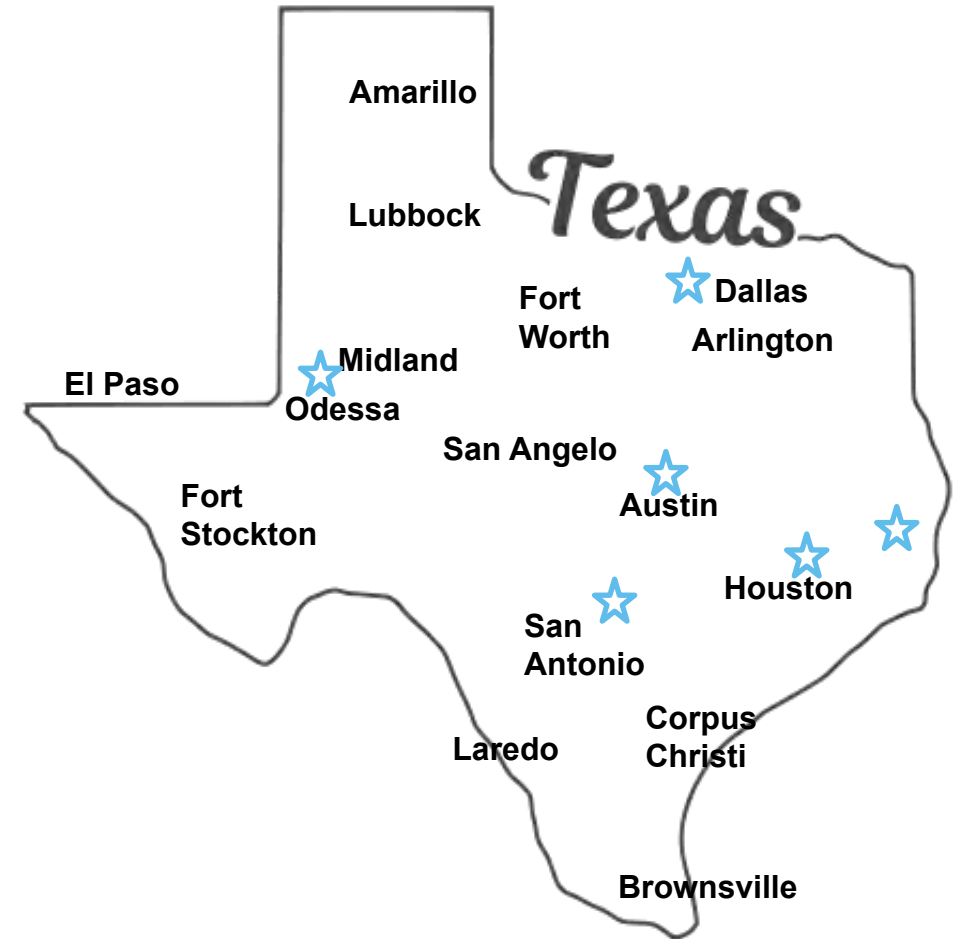 Amarillo
Texas
Lubbock
Fort
Worth
Dallas
Arlington
Midland
El Paso
Odessa
San Angelo
Fort
Stockton
Austin
Houston
San
Antonio
Corpus
Christi
Laredo
Brownsville